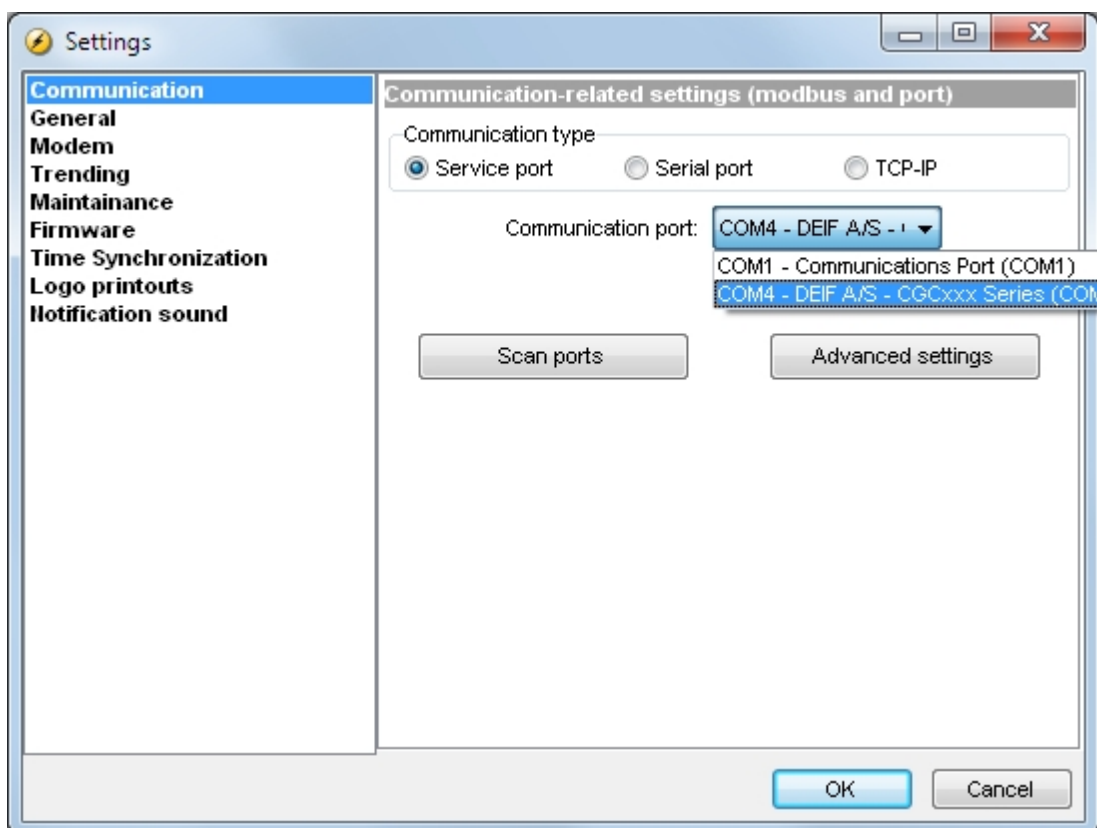 Settings
Communication
General
Modem
Trending
Maintainance
Firmware
Time Synchronization
Logo printouts
Notification sound
Communication-related settings (modbus and port)
Communication type
Service port Serial port TCP-IP
Communication port: COM4 - DEIF A/S -
COM1 - Communications Port (COM1)
COM4 - DEIF A/S - CGCxxx Series (COM
Scan ports Advanced settings
OK Cancel